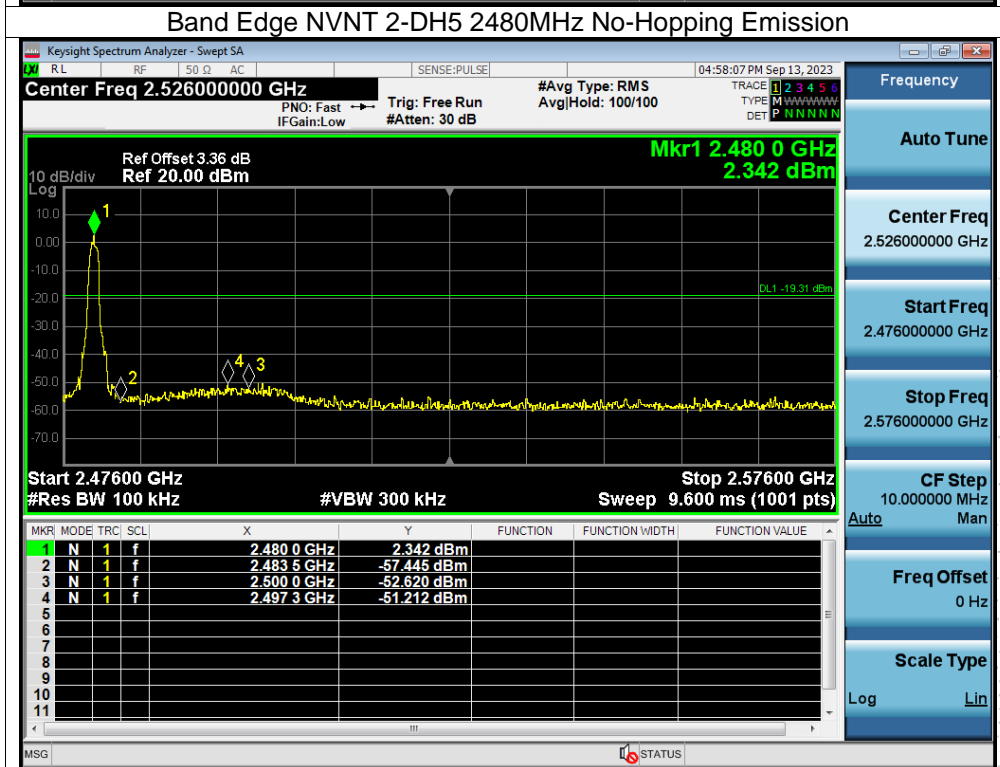 Band Edge NVNT 2-DH5 2480MHz No-Hopping Emission
Keysight Spectrum Analyzer - Swept SA
LXI RL RF 50 Ω AC SENSE:PULSE 04:58:07 PM Sep 13, 2023
Center Freq 2.526000000 GHz #Avg Type: RMS TRACE 1 2 3 4 5 6
PNO: Fast Trig: Free Run Avg|Hold: 100/100 TYPE M W W W W W
IFGain:Low #Atten: 30 dB DET P N N N N N
Frequency
Auto Tune
Center Freq
2.526000000 GHz
Start Freq
2.476000000 GHz
Stop Freq
2.576000000 GHz
CF Step
10.000000 MHz
Auto Man
Freq Offset
0 Hz
Scale Type
Log Lin
Mkr1 2.480 0 GHz
2.342 dBm
Ref Offset 3.36 dB
10 dB/div Ref 20.00 dBm
Log
10.0
0.00
-10.0
-20.0
-30.0
-40.0
-50.0
-60.0
-70.0
1
2
4
3
DL1 -19.31 dBm
Start 2.47600 GHz Stop 2.57600 GHz
#Res BW 100 kHz #VBW 300 kHz Sweep 9.600 ms (1001 pts)
MKR MODE TRC SCL X Y FUNCTION FUNCTION WIDTH FUNCTION VALUE
1 N 1 f 2.480 0 GHz 2.342 dBm
2 N 1 f 2.483 5 GHz -57.445 dBm
3 N 1 f 2.500 0 GHz -52.620 dBm
4 N 1 f 2.497 3 GHz -51.212 dBm
5
6
7
8
9
10
11
MSG STATUS